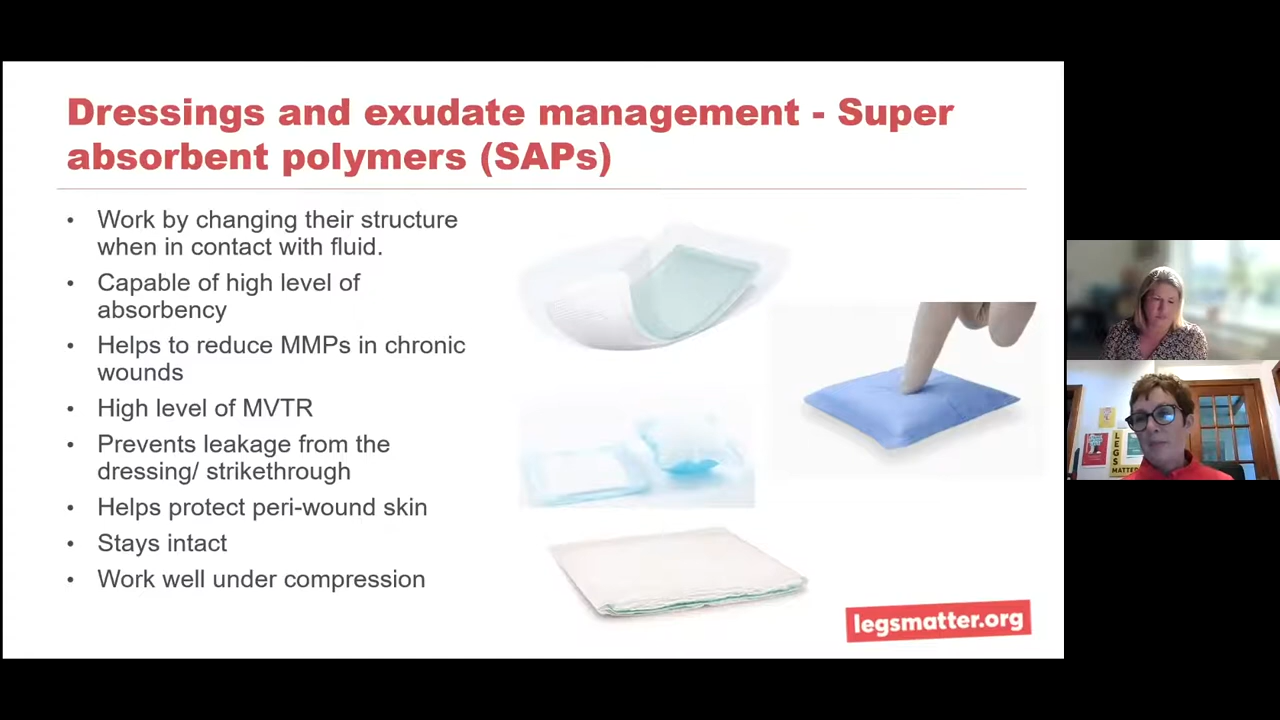 Dressings and exudate management - Super
absorbent polymers (SAPs)
• Work by changing their structure
when in contact with fluid.
• Capable of high level of
absorbency
• Helps to reduce MMPs in chronic
wounds
• High level of MVTR
• Prevents leakage from the
dressing/ strikethrough
• Helps protect peri-wound skin
• Stays intact
• Work well under compression
legsmatter.org
LEGS
MATTER